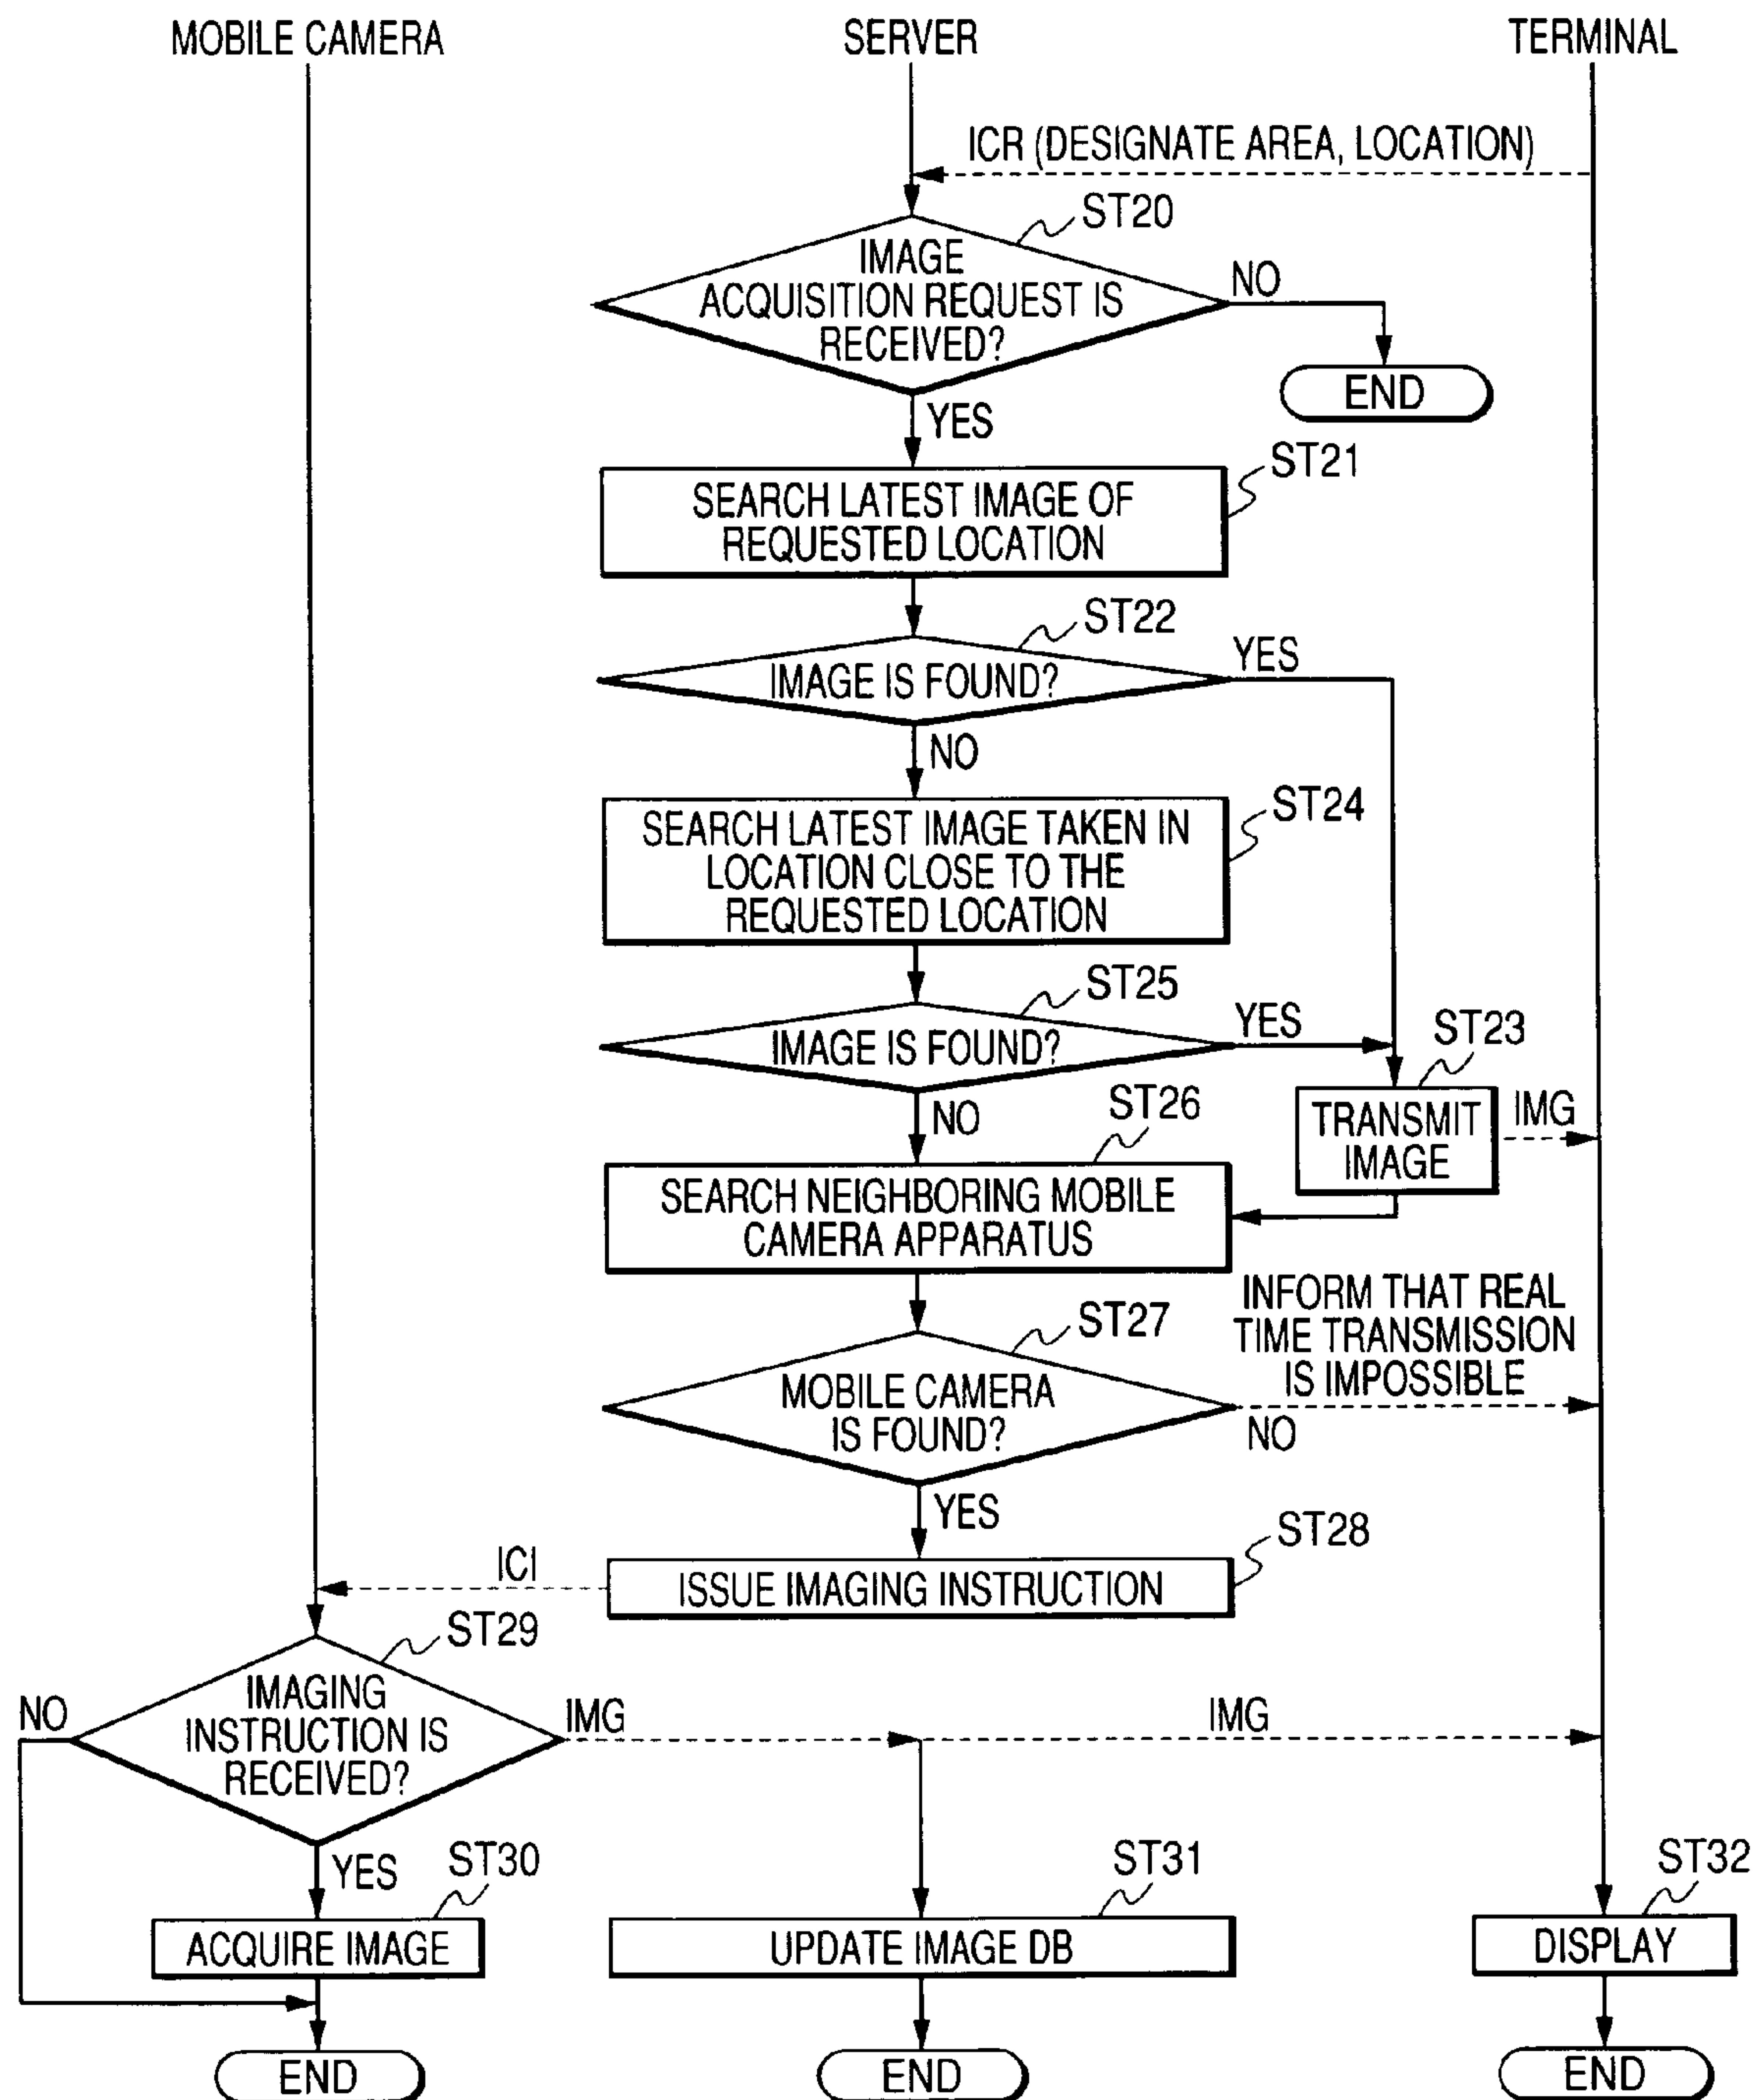 MOBILE CAMERA
SERVER
TERMINAL
ICR (DESIGNATE AREA, LOCATION)
ST20
IMAGE
ACQUISITION REQUEST IS
RECEIVED?
NO
END
YES
ST21
SEARCH LATEST IMAGE OF
REQUESTED LOCATION
ST22
IMAGE IS FOUND?
YES
NO
ST24
SEARCH LATEST IMAGE TAKEN IN
LOCATION CLOSE TO THE
REQUESTED LOCATION
ST25
IMAGE IS FOUND?
YES
ST23
TRANSMIT
IMAGE
IMG
NO
ST26
SEARCH NEIGHBORING MOBILE
CAMERA APPARATUS
ST27
MOBILE CAMERA
IS FOUND?
INFORM THAT REAL
TIME TRANSMISSION
IS IMPOSSIBLE
NO
YES
ST28
ISSUE IMAGING INSTRUCTION
ICI
ST29
IMAGING
INSTRUCTION IS
RECEIVED?
NO
IMG
IMG
YES
ST30
ACQUIRE IMAGE
ST31
UPDATE IMAGE DB
ST32
DISPLAY
END
END
END